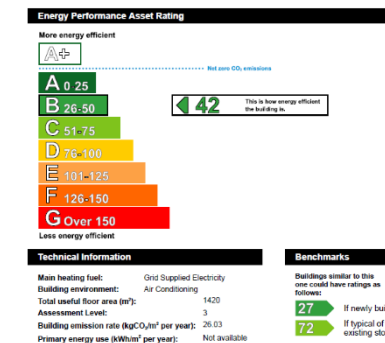 Energy Performance Asset Rating
More energy efficient
A+
Net zero CO₂ emissions
A 0-25
B 26-50
42 This is how energy efficient
the building is.
C 51-75
D 76-100
E 101-125
F 126-150
G Over 150
Less energy efficient
Technical Information
Main heating fuel: Grid Supplied Electricity
Building environment: Air Conditioning
Total useful floor area (m²): 1420
Assessment Level: 3
Building emission rate (kgCO₂/m² per year): 26.03
Primary energy use (kWh/m² per year): Not available
Benchmarks
Buildings similar to this
one could have ratings as
follows:
27 If newly buil
72 If typical of
existing sto